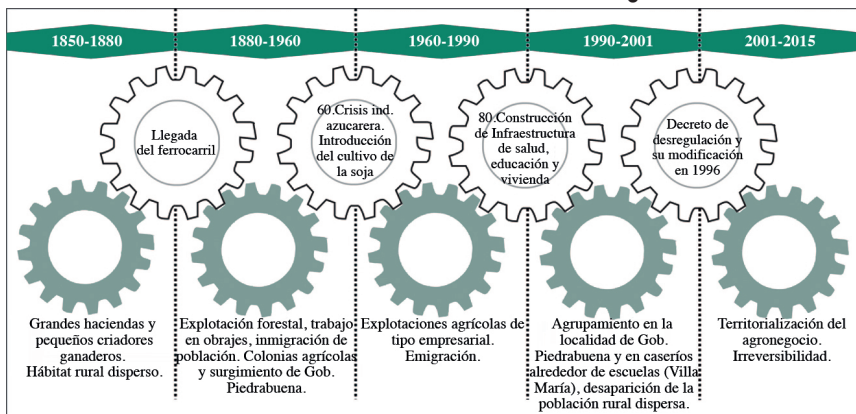 1850-1880
1880-1960
1960-1990
1990-2001
2001-2015
Llegada
del ferrocarril
60.Crisis ind.
azucarera.
Introducción
del cultivo de
la soja
80.Construcción
de Infraestructura
de salud,
educación y
vivienda
Decreto de
desregulación y
su modificación
en 1996
Grandes haciendas y
pequeños criadores
ganaderos.
Hábitat rural disperso.
Explotación forestal, trabajo
en obrajes, inmigración de
población. Colonias agrícolas
y surgimiento de Gob.
Piedrabuena.
Explotaciones agrícolas de
tipo empresarial.
Emigración.
Agrupamiento en la
localidad de Gob.
Piedrabuena y en caseríos
alrededor de escuelas (Villa
María), desaparición de la
población rural dispersa.
Territorialización del
agronegocio.
Irreversibilidad.